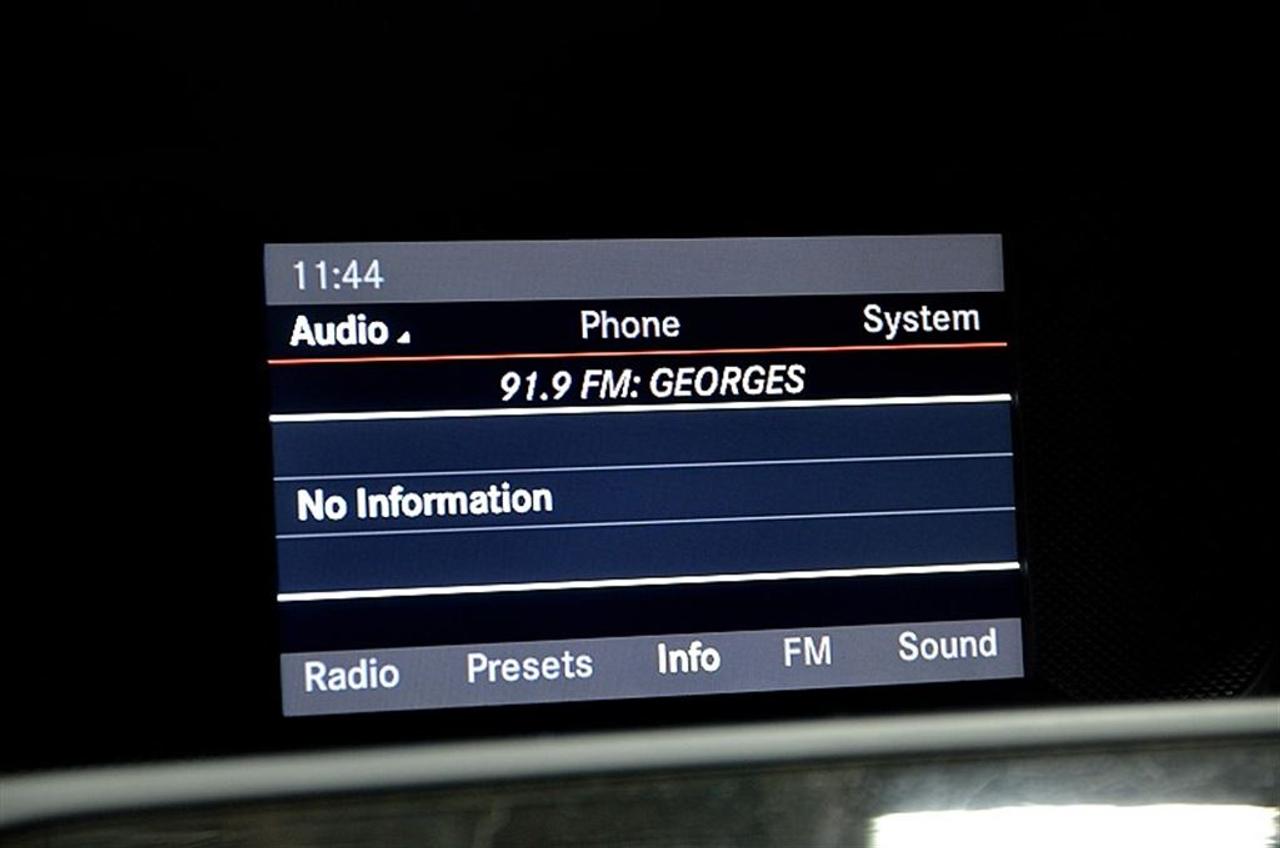 11:44
Audio Phone System
91.9 FM: GEORGES
No Information
Radio Presets Info FM Sound